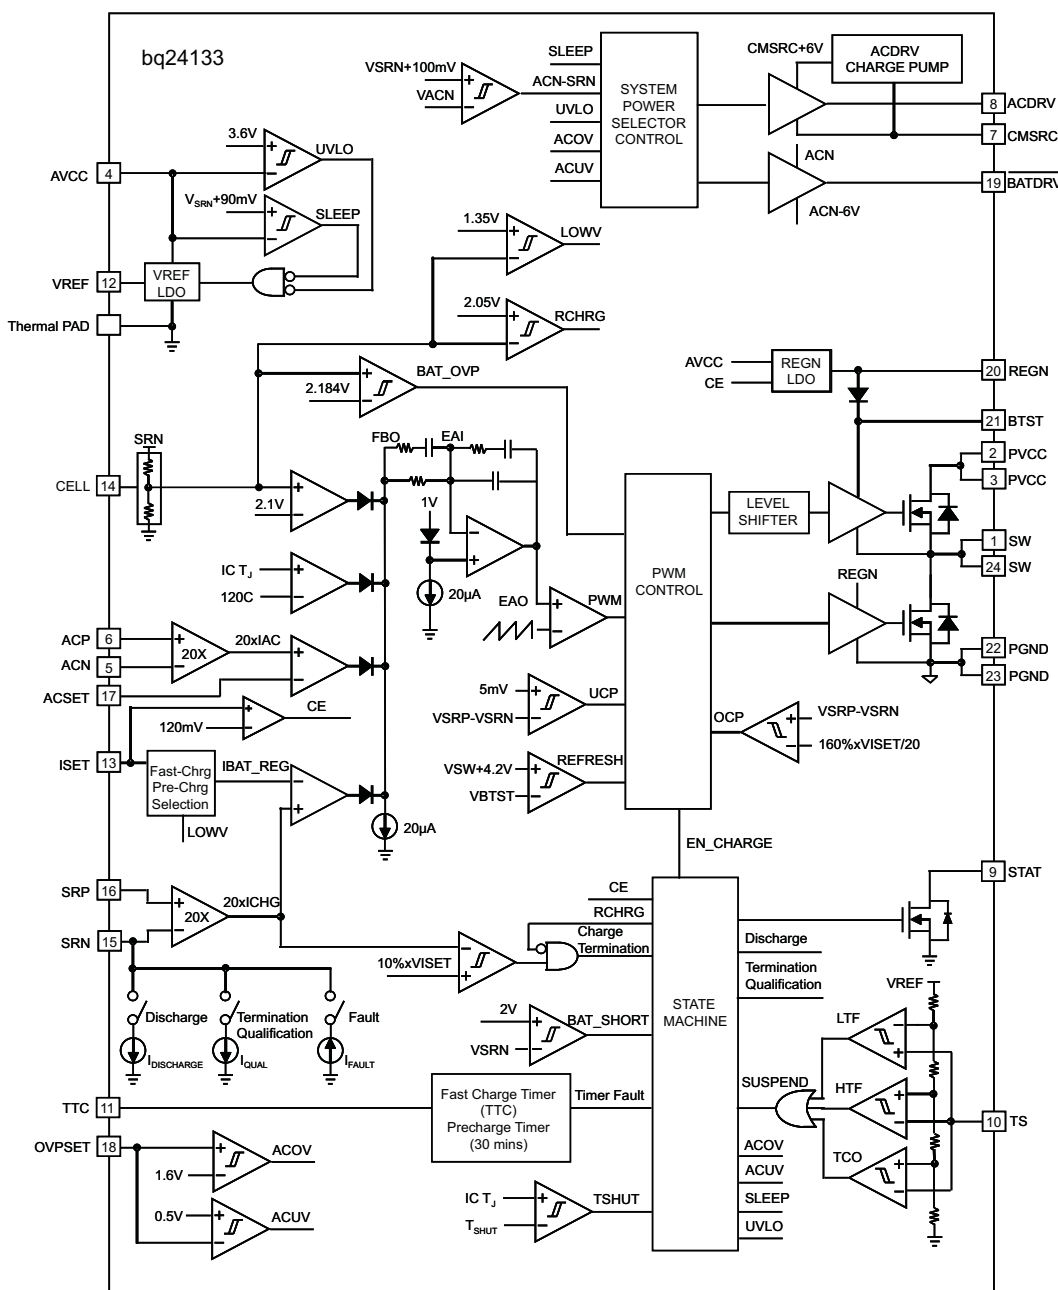 bq24133
VSRN+100mV
VACN
SLEEP
ACN-SRN
UVLO
ACOV
ACUV
SYSTEM
POWER
SELECTOR
CONTROL
CMSRC+6V
ACDRV
CHARGE PUMP
8 ACDRV
7 CMSRC
ACN
ACN-6V
19 BATDRV
3.6V
UVLO
AVCC 4
VSRN+90mV
SLEEP
VREF 12
VREF
LDO
Thermal PAD
1.35V
LOWV
2.05V
RCHRG
BAT_OVP
2.184V
AVCC
CE
REGN
LDO
20 REGN
21 BTST
2 PVCC
3 PVCC
SRN
CELL 14
2.1V
FBO
EAI
1V
20µA
IC TJ
120C
EAO
PWM
PWM
CONTROL
LEVEL
SHIFTER
1 SW
24 SW
REGN
22 PGND
23 PGND
ACP 6
ACN 5
20X
20xIAC
ACSET 17
120mV
CE
ISET 13
Fast-Chrg
Pre-Chrg
Selection
IBAT_REG
LOWV
20µA
5mV
VSRP-VSRN
UCP
VSW+4.2V
VBTST
REFRESH
OCP
VSRP-VSRN
160%xVISET/20
EN_CHARGE
SRP 16
SRN 15
20X
20xICHG
10%xVISET
CE
RCHRG
Charge
Termination
STATE
MACHINE
9 STAT
Discharge
Termination
Qualification
Discharge
Termination
Qualification
Fault
IDISCHARGE
IQUAL
IFAULT
2V
VSRN
BAT_SHORT
VREF
LTF
HTF
TCO
SUSPEND
10 TS
TTC 11
Fast Charge Timer
(TTC)
Precharge Timer
(30 mins)
Timer Fault
OVPSET 18
1.6V
ACOV
0.5V
ACUV
IC TJ
TSHUT
TSHUT
ACOV
ACUV
SLEEP
UVLO